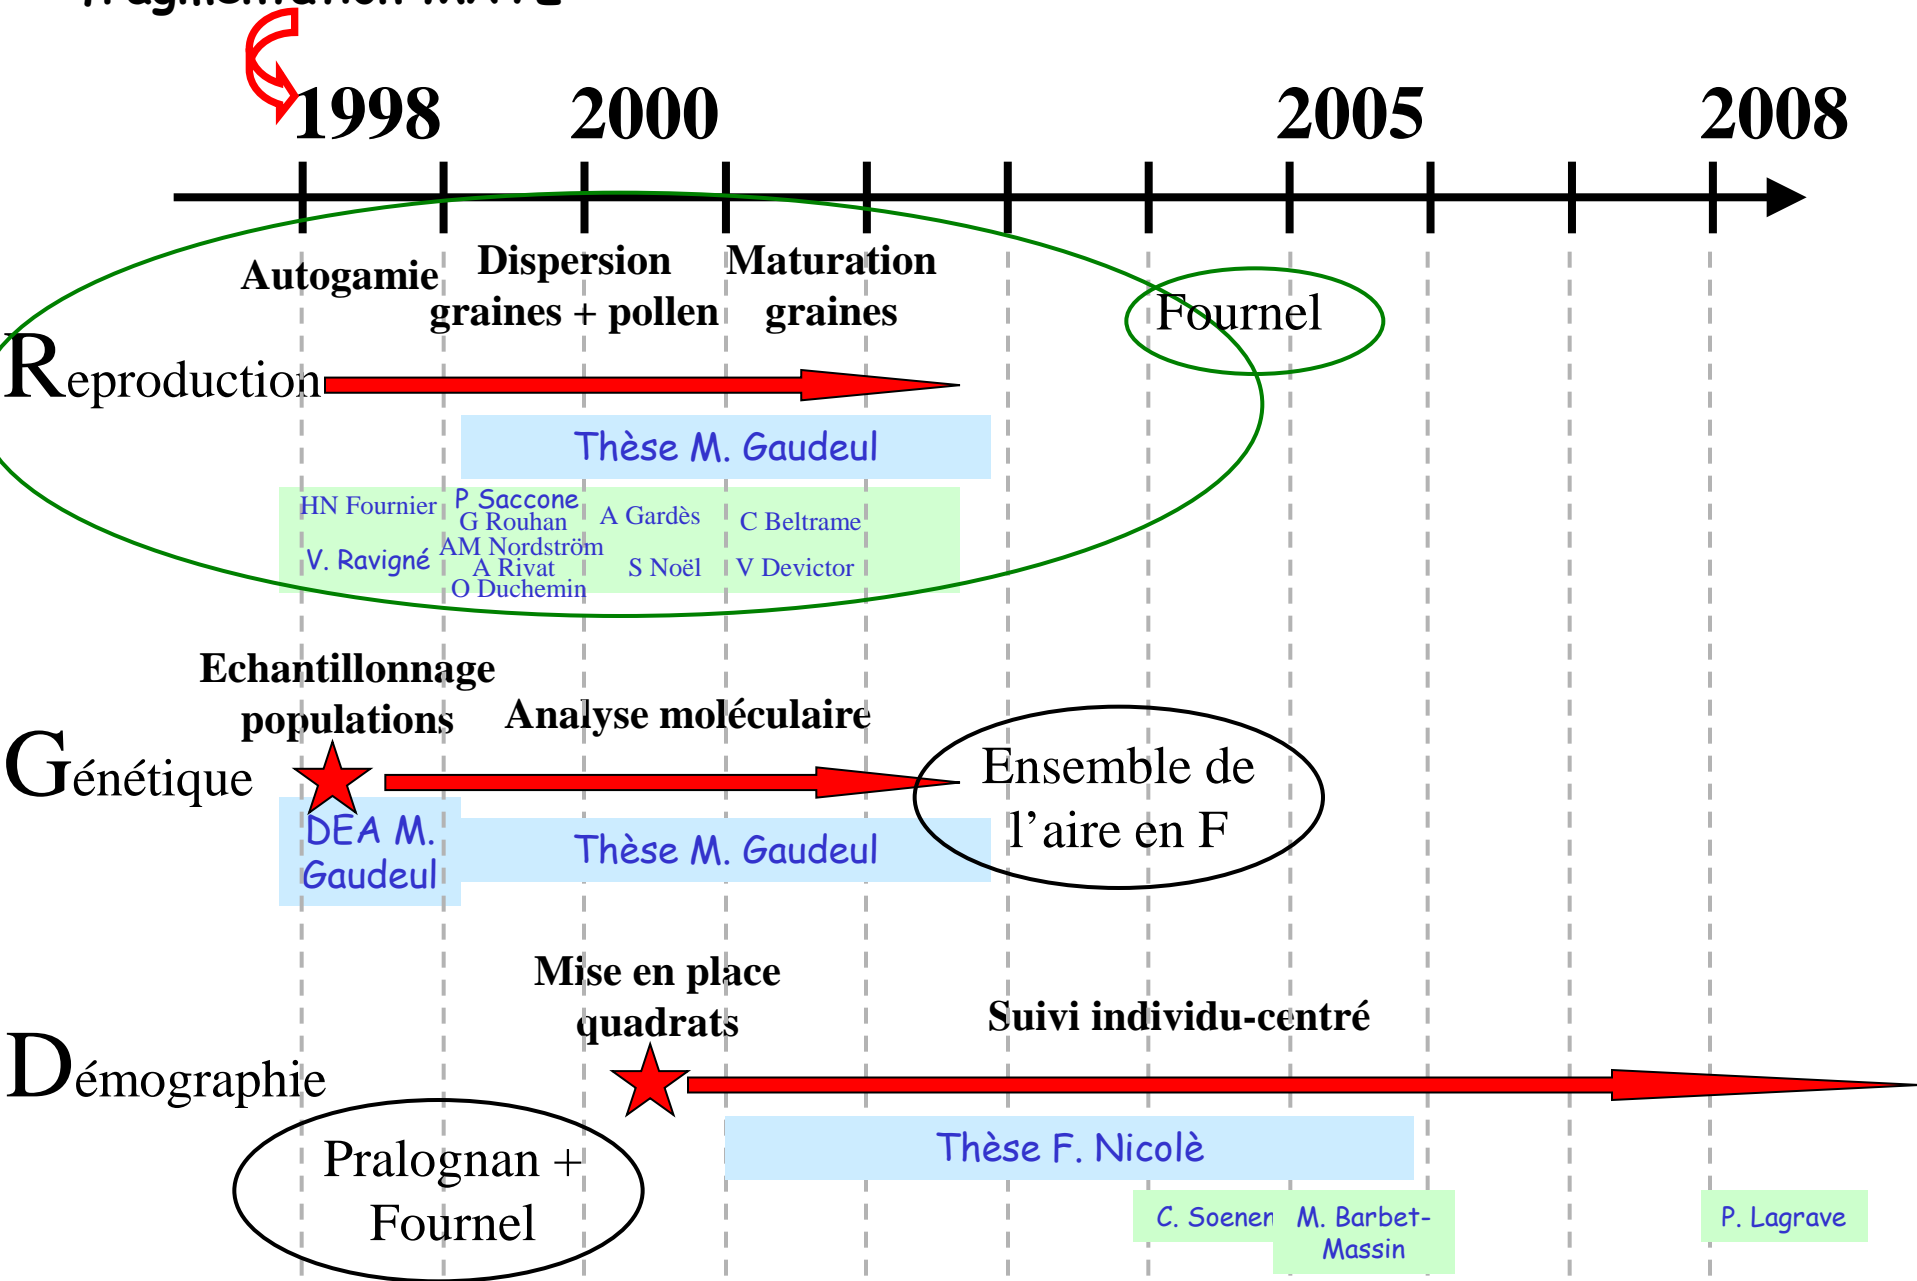 1998 2000 2005 2008
Autogamie
Dispersion
graines + pollen
Maturation
graines
Fournel
Reproduction
Thèse M. Gaudeul
HN Fournier
V. Ravigné
P Saccone
G Rouhan
AM Nordström
A Rivat
O Duchemin
A Gardès
S Noël
C Beltrame
V Devictor
Echantillonnage
populations
Analyse moléculaire
Génétique
Ensemble de
l’aire en F
DEA M.
Gaudeul
Thèse M. Gaudeul
Mise en place
quadrats
Suivi individu-centré
Démographie
Pralognan +
Fournel
Thèse F. Nicolè
C. Soenen
M. Barbet-
Massin
P. Lagrave